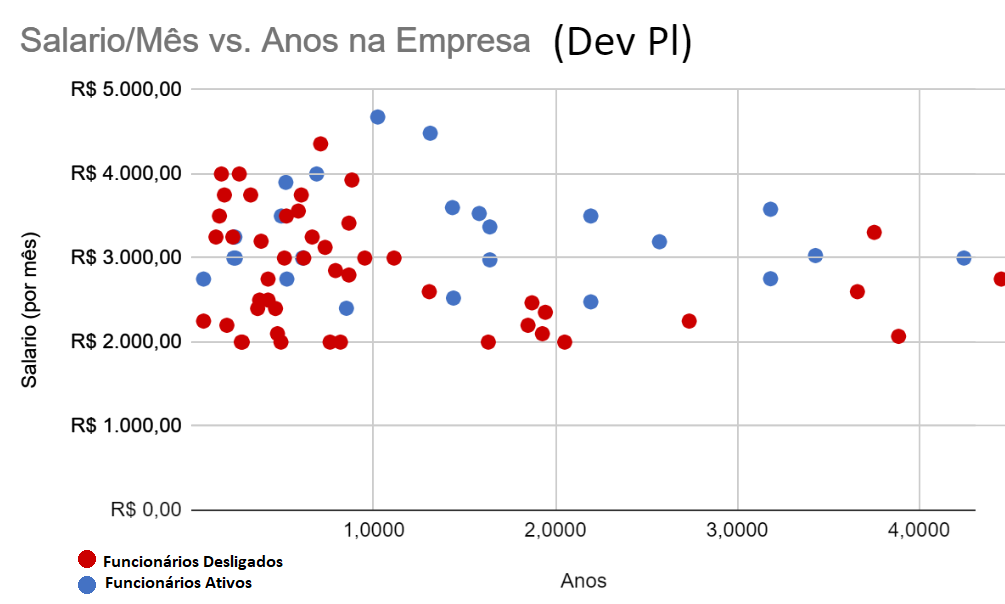 Salario/Mês vs. Anos na Empresa (Dev Pl)
Salario (por mês)
R$ 5.000,00
R$ 4.000,00
R$ 3.000,00
R$ 2.000,00
R$ 1.000,00
R$ 0,00
1,0000 2,0000 3,0000 4,0000
Anos
Funcionários Desligados
Funcionários Ativos